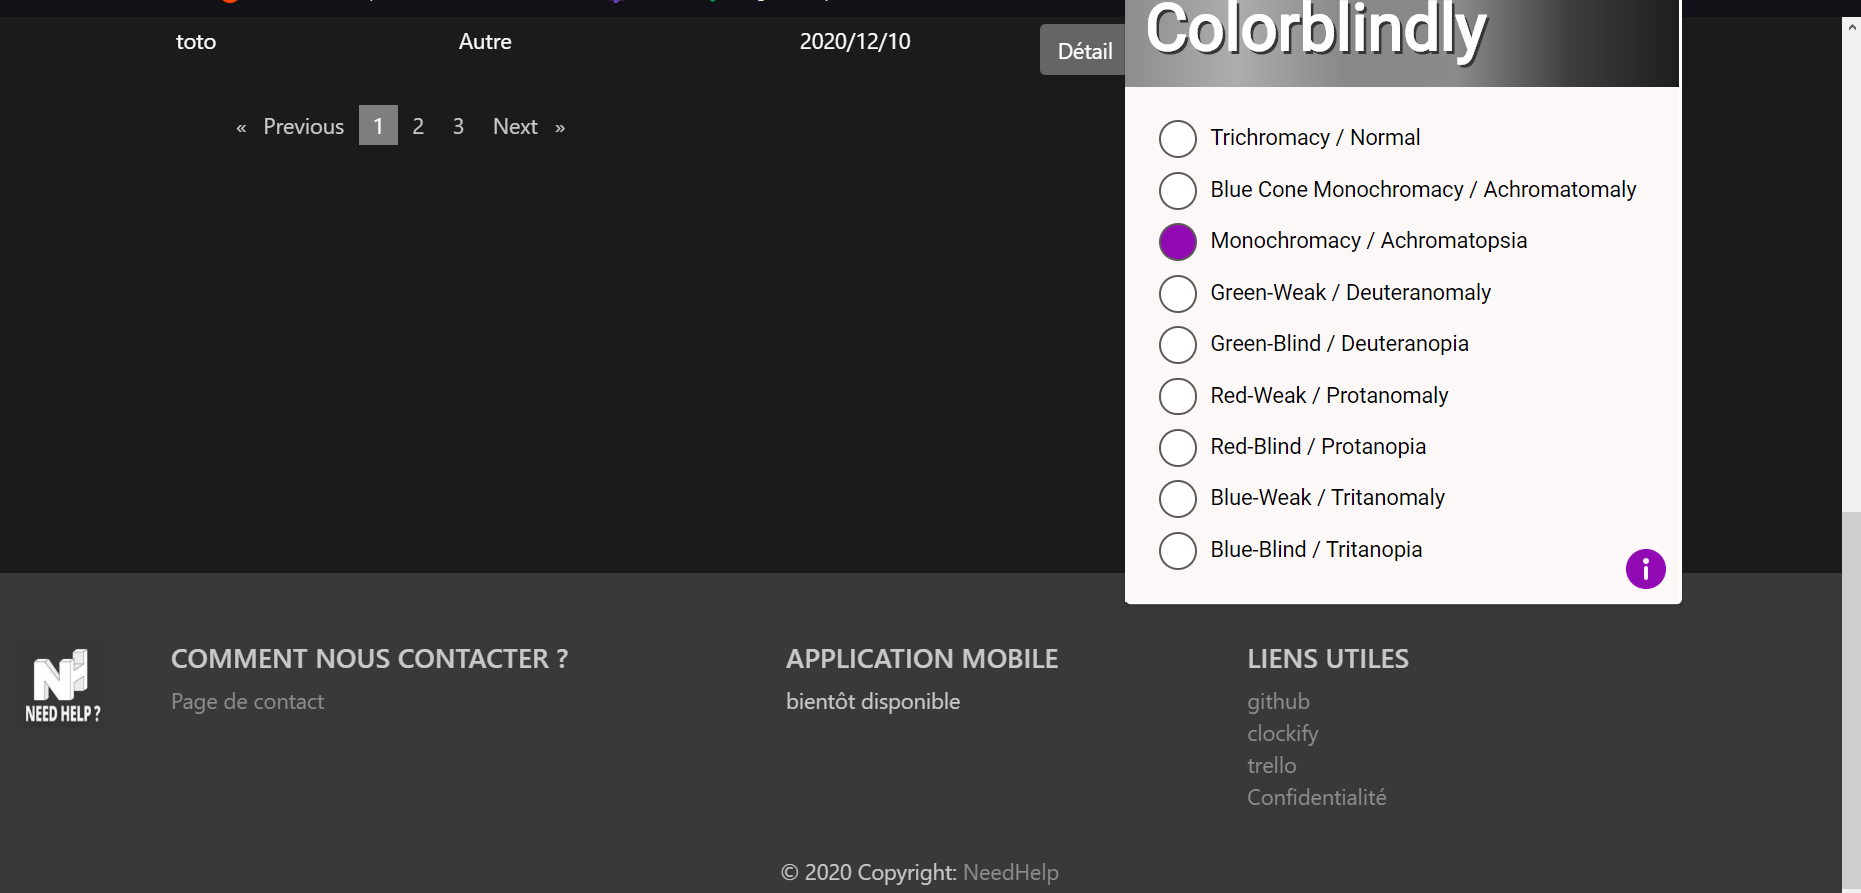 toto Autre 2020/12/10 Détail
« Previous 1 2 3 Next »
Colorblindly
Trichromacy / Normal
Blue Cone Monochromacy / Achromatomaly
Monochromacy / Achromatopsia
Green-Weak / Deuteranomaly
Green-Blind / Deuteranopia
Red-Weak / Protanomaly
Red-Blind / Protanopia
Blue-Weak / Tritanomaly
Blue-Blind / Tritanopia
i
NH
NEED HELP ?
COMMENT NOUS CONTACTER ?
Page de contact
APPLICATION MOBILE
bientôt disponible
LIENS UTILES
github
clockify
trello
Confidentialité
© 2020 Copyright: NeedHelp